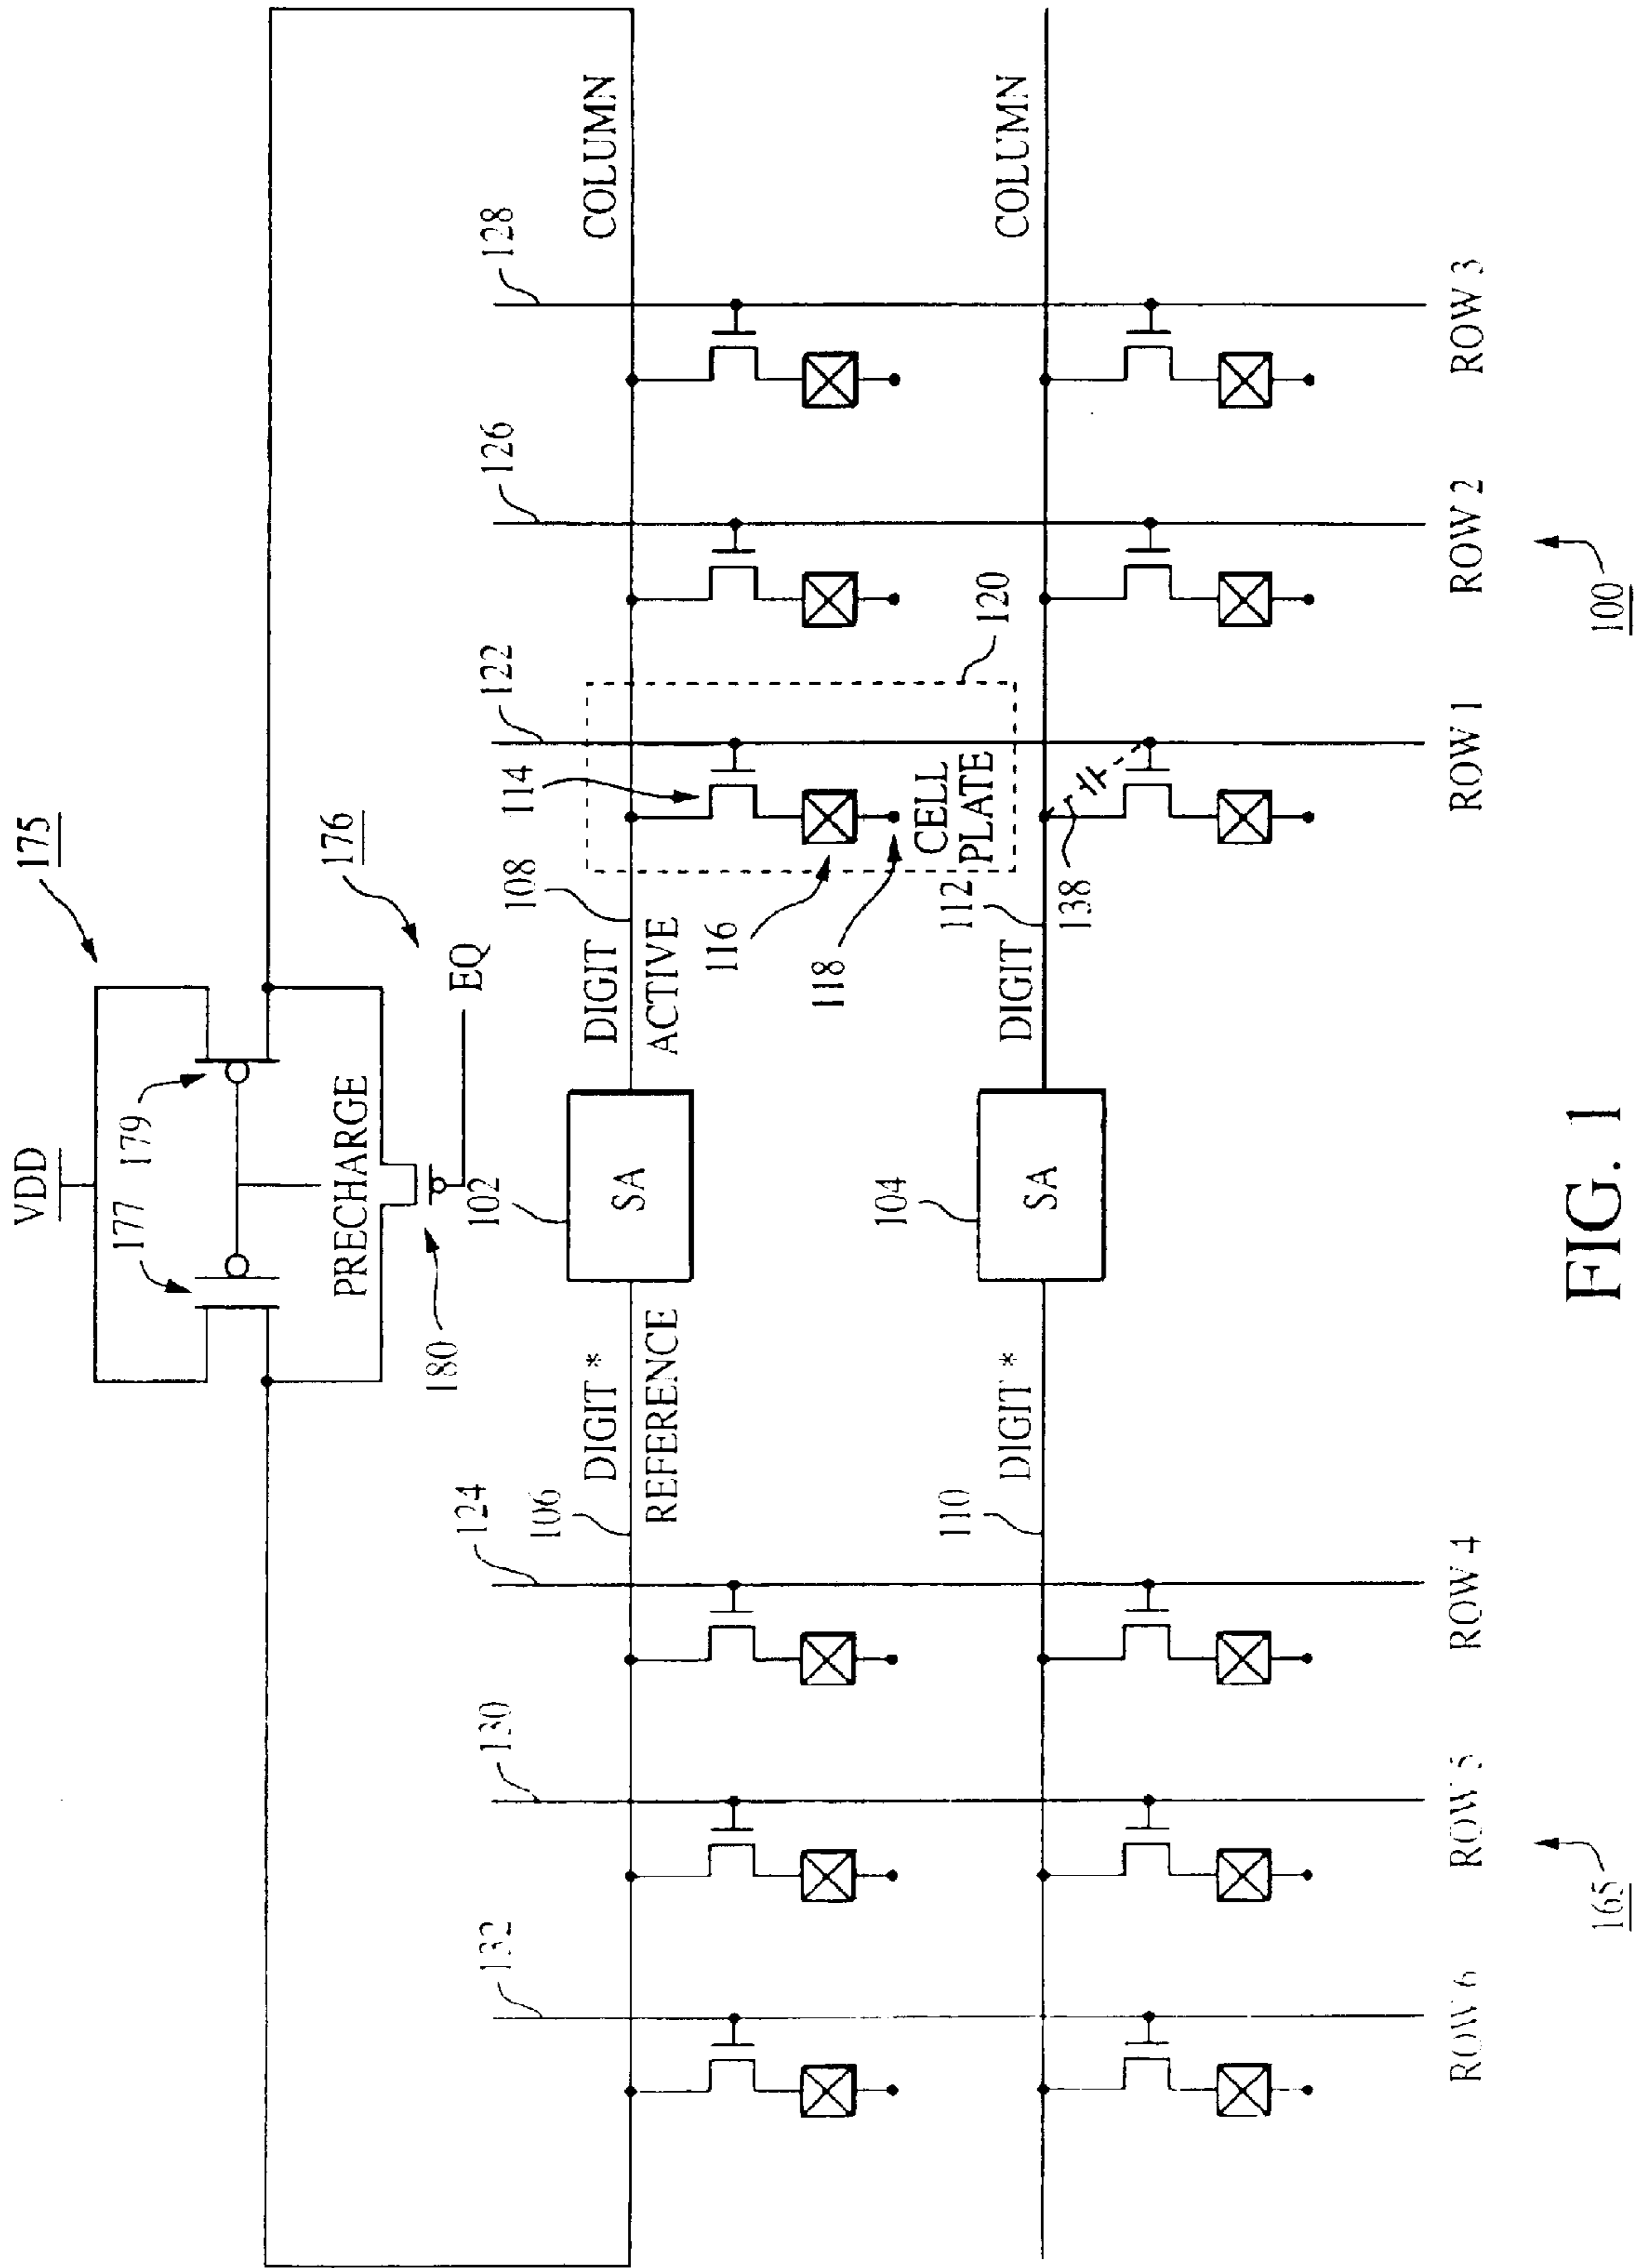 VDD
175
177
179
PRECHARGE
180
176
EQ
132
130
124
102
122
126
128
106
DIGIT *
REFERENCE
SA
DIGIT
ACTIVE
108
COLUMN
114
116
118
CELL
PLATE
120
110
DIGIT *
104
SA
DIGIT
112
138
COLUMN
ROW 6
ROW 5
ROW 4
ROW 1
ROW 2
ROW 3
165
100
FIG. 1